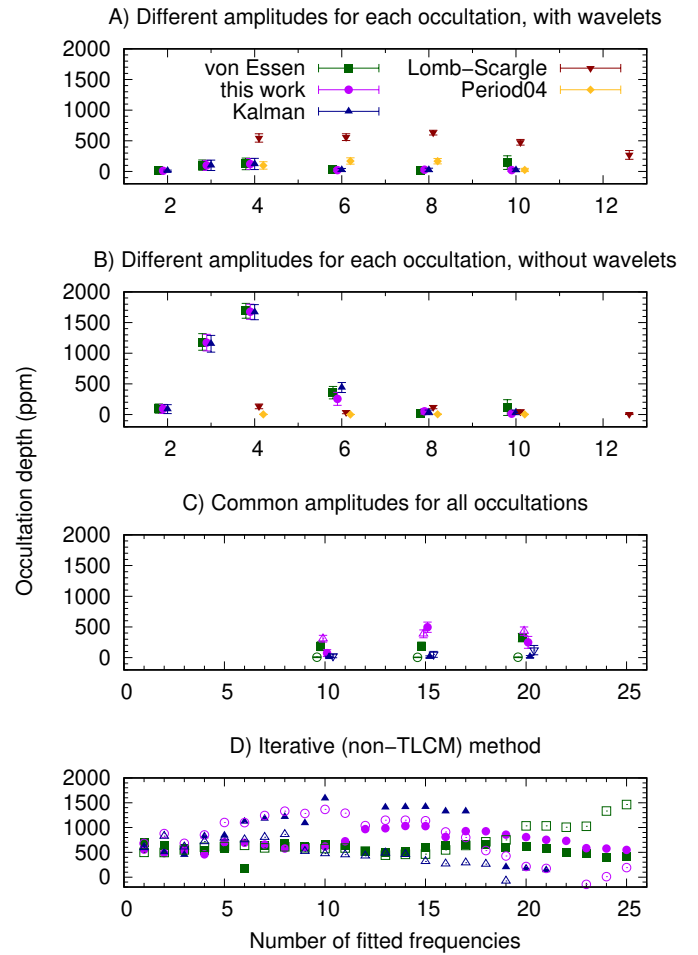 A) Different amplitudes for each occultation, with wavelets
von Essen
this work
Kalman
Lomb−Scargle
Period04
2000
1500
1000
500
0
2 4 6 8 10 12
B) Different amplitudes for each occultation, without wavelets
2000
1500
1000
500
0
2 4 6 8 10 12
Occultation depth (ppm)
C) Common amplitudes for all occultations
2000
1500
1000
500
0
0 5 10 15 20 25
D) Iterative (non−TLCM) method
2000
1500
1000
500
0
0 5 10 15 20 25
Number of fitted frequencies